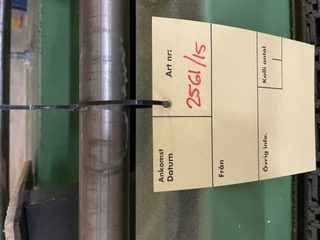 Ankomst
Datum
Art nr:
2561/15
Från
Övrig info.
Kolli antal
1